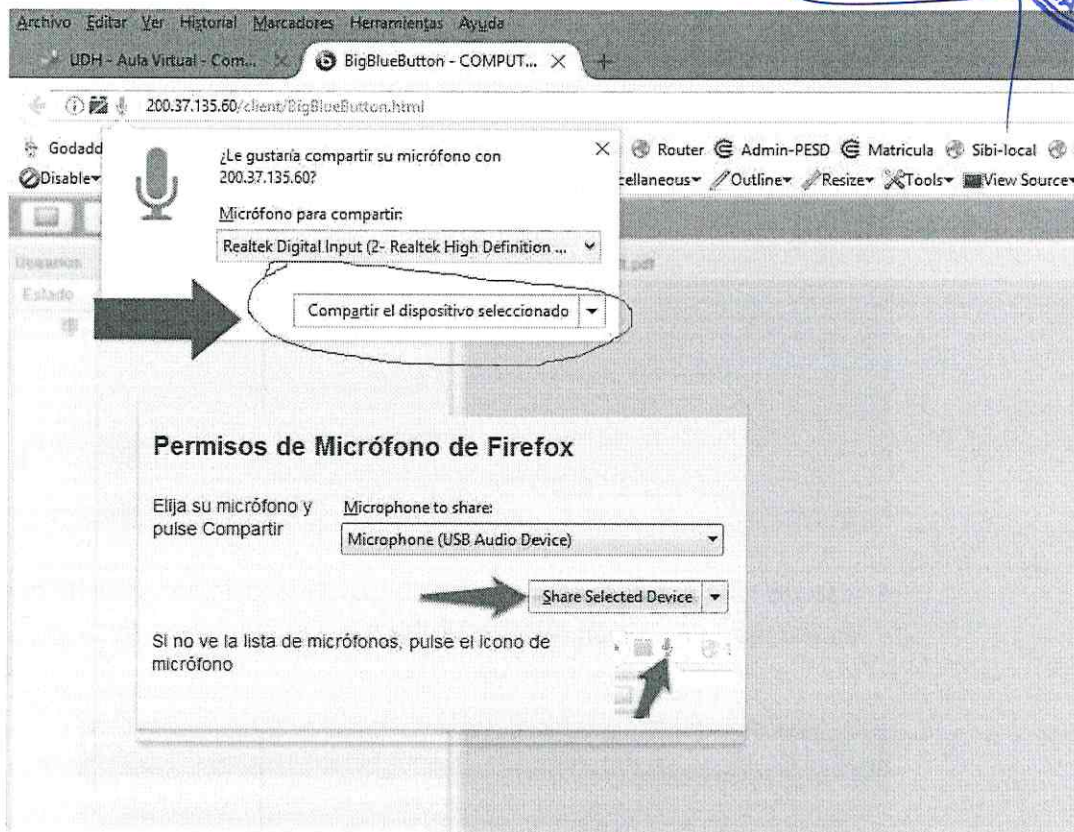 Archivo Editar Ver Historial Marcadores Herramientas Ayuda
UDH - Aula Virtual - Com... BigBlueButton - COMPUT...
200.37.135.60/client/BigBlueButton.html
Godadd
Router Admin-PESD Matricula Sibi-local
Disable
cellaneous Outline Resize Tools View Source
¿Le gustaría compartir su micrófono con
200.37.135.60?
Micrófono para compartir:
Realtek Digital Input (2- Realtek High Definition ...
Compartir el dispositivo seleccionado
Usuarios
Estado
.pdf
Permisos de Micrófono de Firefox
Elija su micrófono y
pulse Compartir
Microphone to share:
Microphone (USB Audio Device)
Share Selected Device
Si no ve la lista de micrófonos, pulse el icono de
micrófono